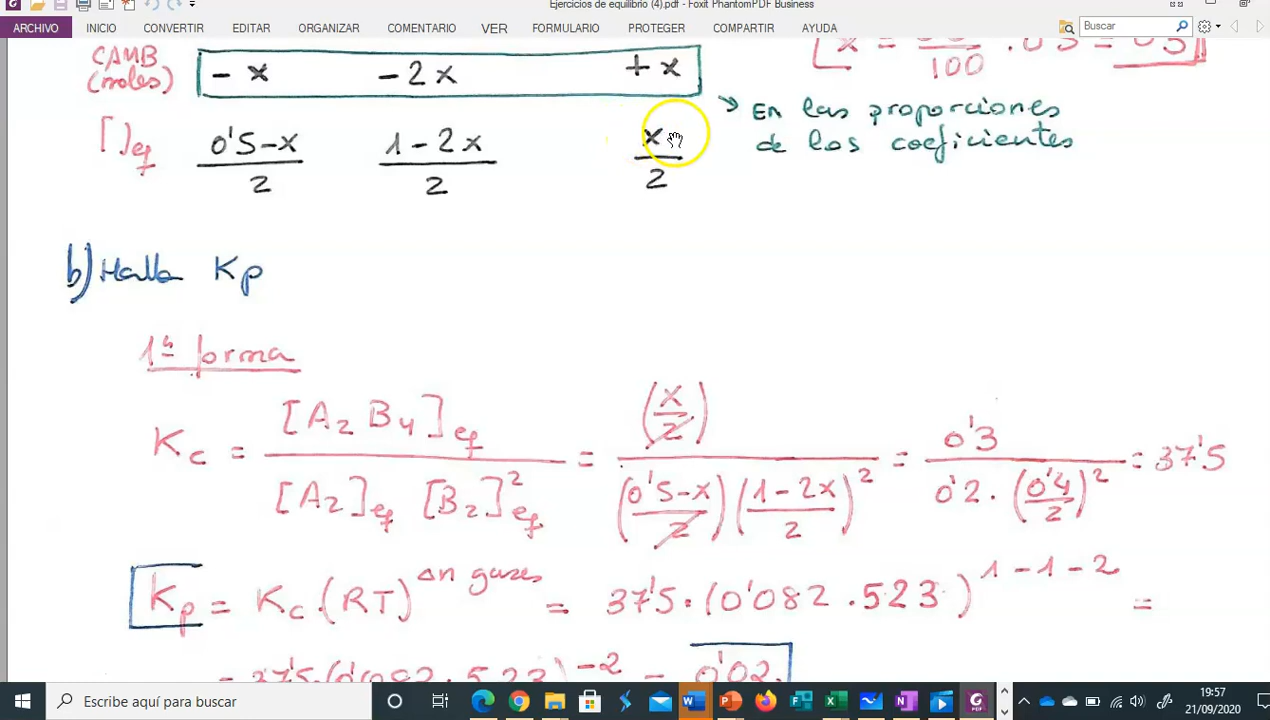 Ejercicios de equilibrio (4).pdf - Foxit PhantomPDF Business
ARCHIVO INICIO CONVERTIR EDITAR ORGANIZAR COMENTARIO VER FORMULARIO PROTEGER COMPARTIR AYUDA Buscar
CAMB
(moles) - x - 2x + x
100
[ ]eq 0'5-x/2 1-2x/2 x/2
→ En las proporciones
de los coeficientes
b) Halla Kp
1ª forma
Kc = [A2 B4]eq / [A2]eq [B2]²eq = (x/2) / (0'5-x/2)(1-2x/2)² = 0'3 / 0'2 · (0'4/2)² = 37'5
Kp = Kc · (RT)^Δn gases = 37'5 · (0'082 · 523)^1-1-2 =
= 37'5 · (0'082 · 523)^-2 = 0'02
Escribe aquí para buscar
19:57
21/09/2020